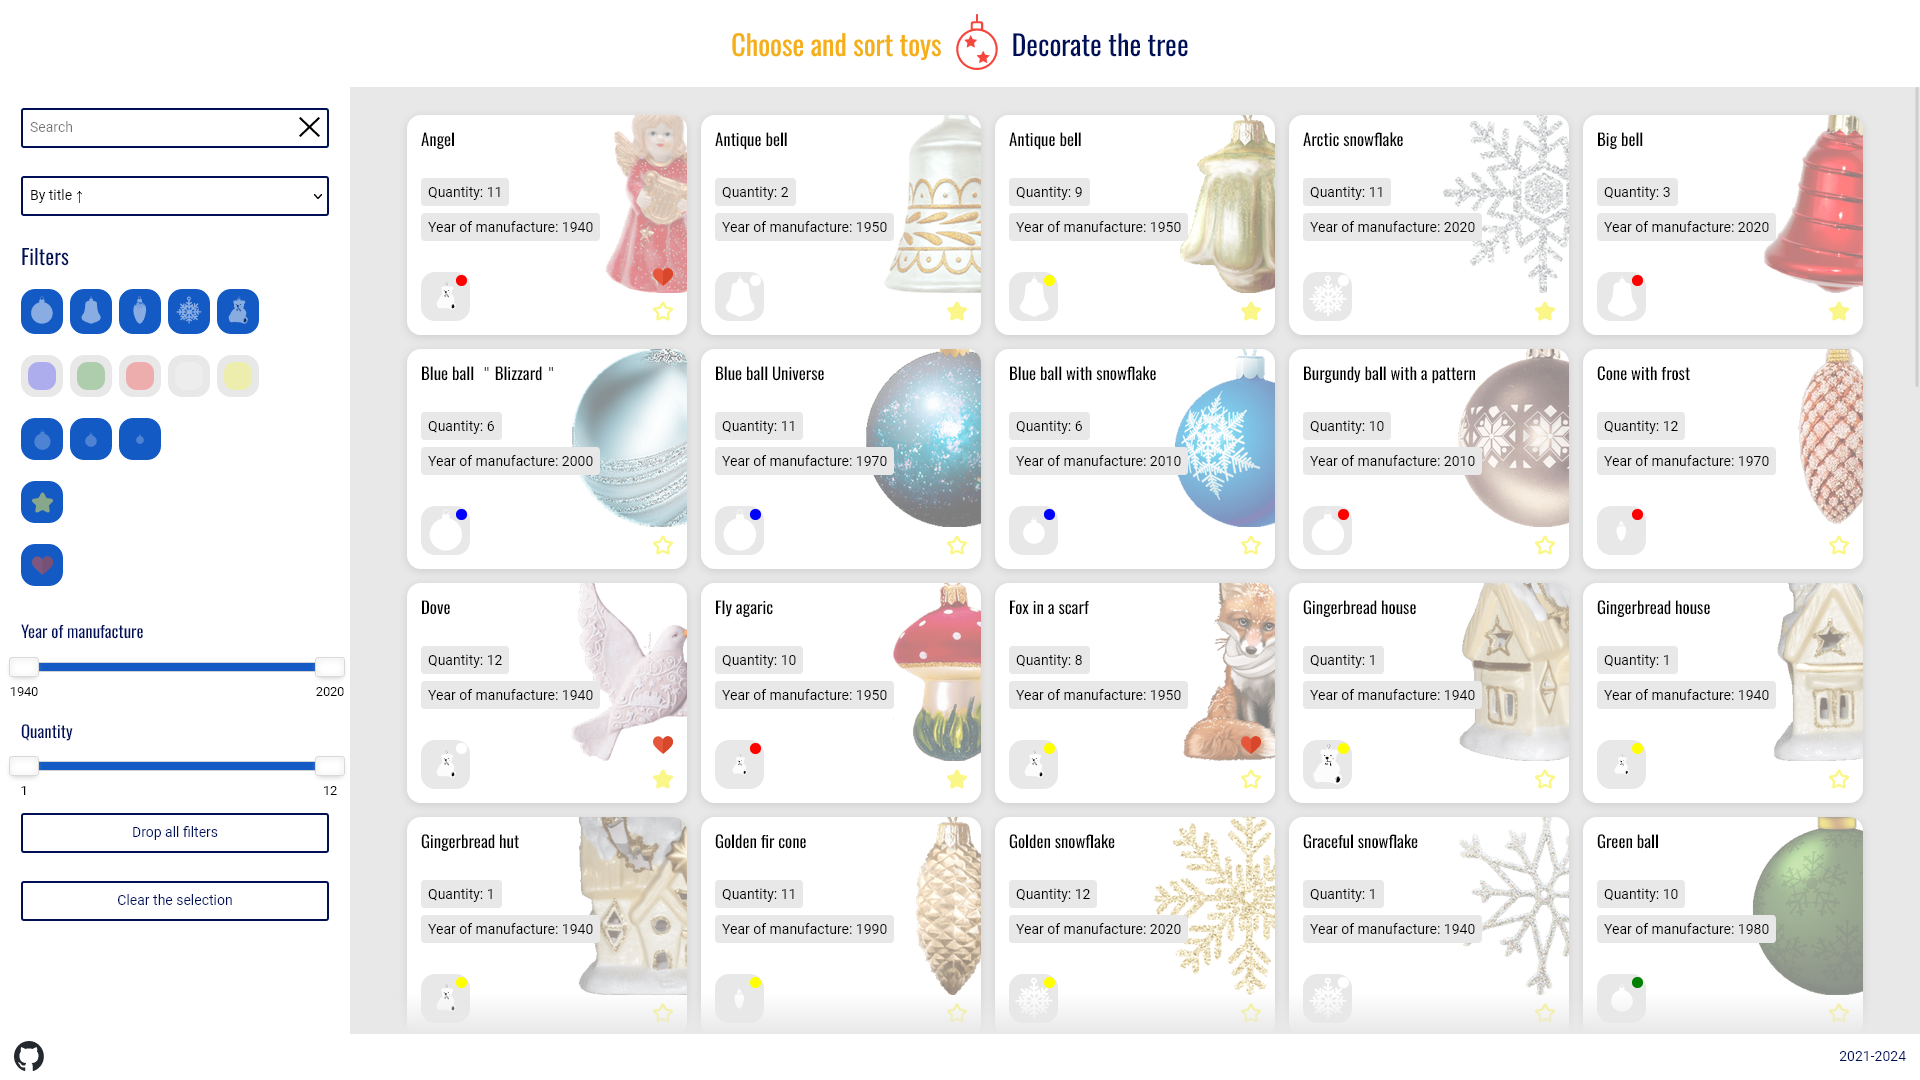 Choose and sort toys
Decorate the tree
Search
By title ↑
Filters
Year of manufacture
1940 2020
Quantity
1 12
Drop all filters
Clear the selection
Angel
Quantity: 11
Year of manufacture: 1940
Antique bell
Quantity: 2
Year of manufacture: 1950
Antique bell
Quantity: 9
Year of manufacture: 1950
Arctic snowflake
Quantity: 11
Year of manufacture: 2020
Big bell
Quantity: 3
Year of manufacture: 2020
Blue ball " Blizzard "
Quantity: 6
Year of manufacture: 2000
Blue ball Universe
Quantity: 11
Year of manufacture: 1970
Blue ball with snowflake
Quantity: 6
Year of manufacture: 2010
Burgundy ball with a pattern
Quantity: 10
Year of manufacture: 2010
Cone with frost
Quantity: 12
Year of manufacture: 1970
Dove
Quantity: 12
Year of manufacture: 1940
Fly agaric
Quantity: 10
Year of manufacture: 1950
Fox in a scarf
Quantity: 8
Year of manufacture: 1950
Gingerbread house
Quantity: 1
Year of manufacture: 1940
Gingerbread house
Quantity: 1
Year of manufacture: 1940
Gingerbread hut
Quantity: 1
Year of manufacture: 1940
Golden fir cone
Quantity: 11
Year of manufacture: 1990
Golden snowflake
Quantity: 12
Year of manufacture: 2020
Graceful snowflake
Quantity: 1
Year of manufacture: 1940
Green ball
Quantity: 10
Year of manufacture: 1980
2021-2024